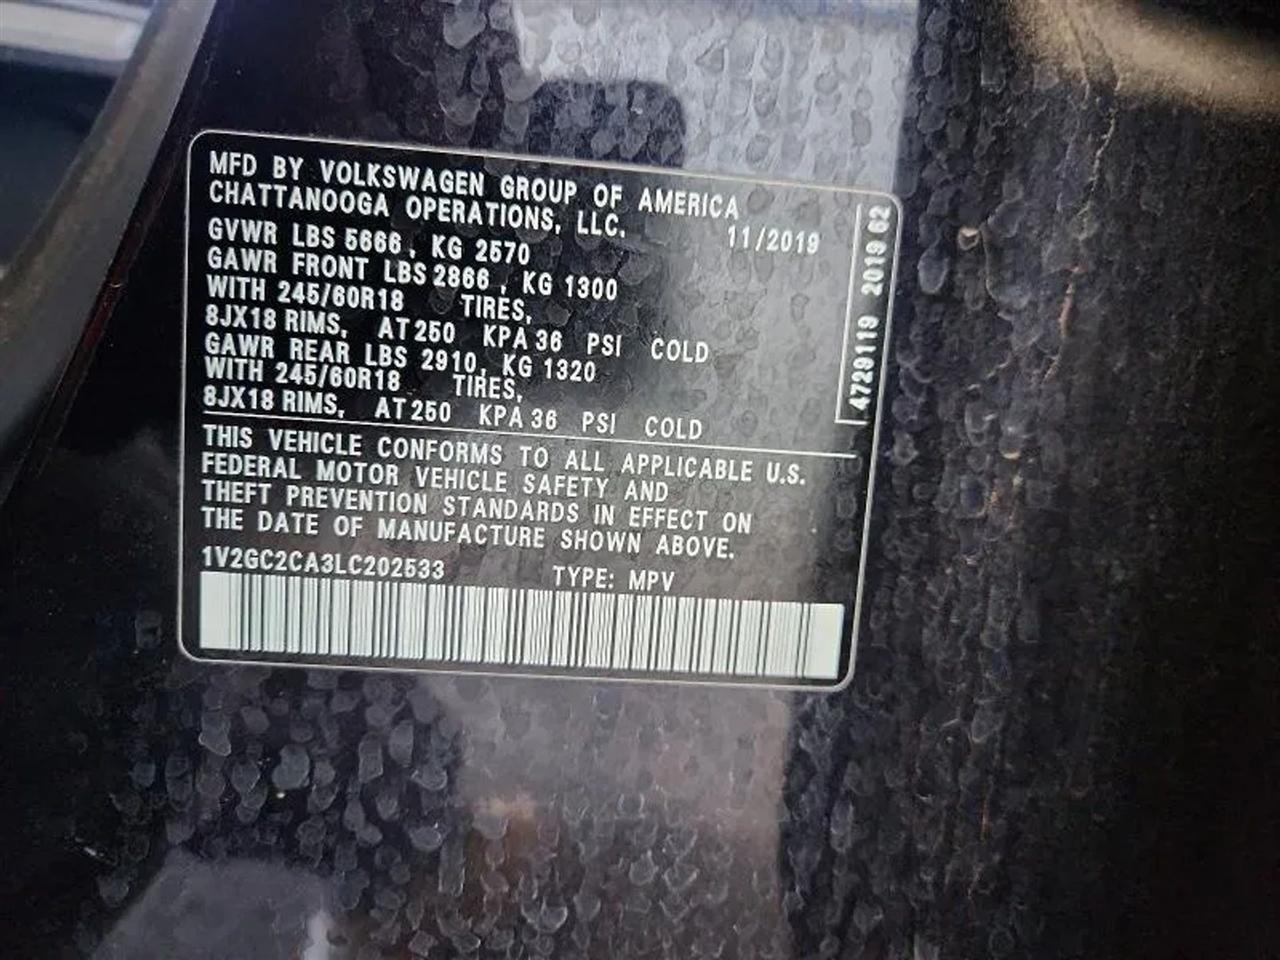 MFD BY VOLKSWAGEN GROUP OF AMERICA
CHATTANOOGA OPERATIONS, LLC. 11/2019
GVWR LBS 5666, KG 2570
GAWR FRONT LBS 2866, KG 1300
WITH 245/60R18 TIRES,
8JX18 RIMS, AT 250 KPA 36 PSI COLD
GAWR REAR LBS 2910, KG 1320
WITH 245/60R18 TIRES,
8JX18 RIMS, AT 250 KPA 36 PSI COLD
4729119 2019 62
THIS VEHICLE CONFORMS TO ALL APPLICABLE U.S.
FEDERAL MOTOR VEHICLE SAFETY AND
THEFT PREVENTION STANDARDS IN EFFECT ON
THE DATE OF MANUFACTURE SHOWN ABOVE.
1V2GC2CA3LC202533 TYPE: MPV